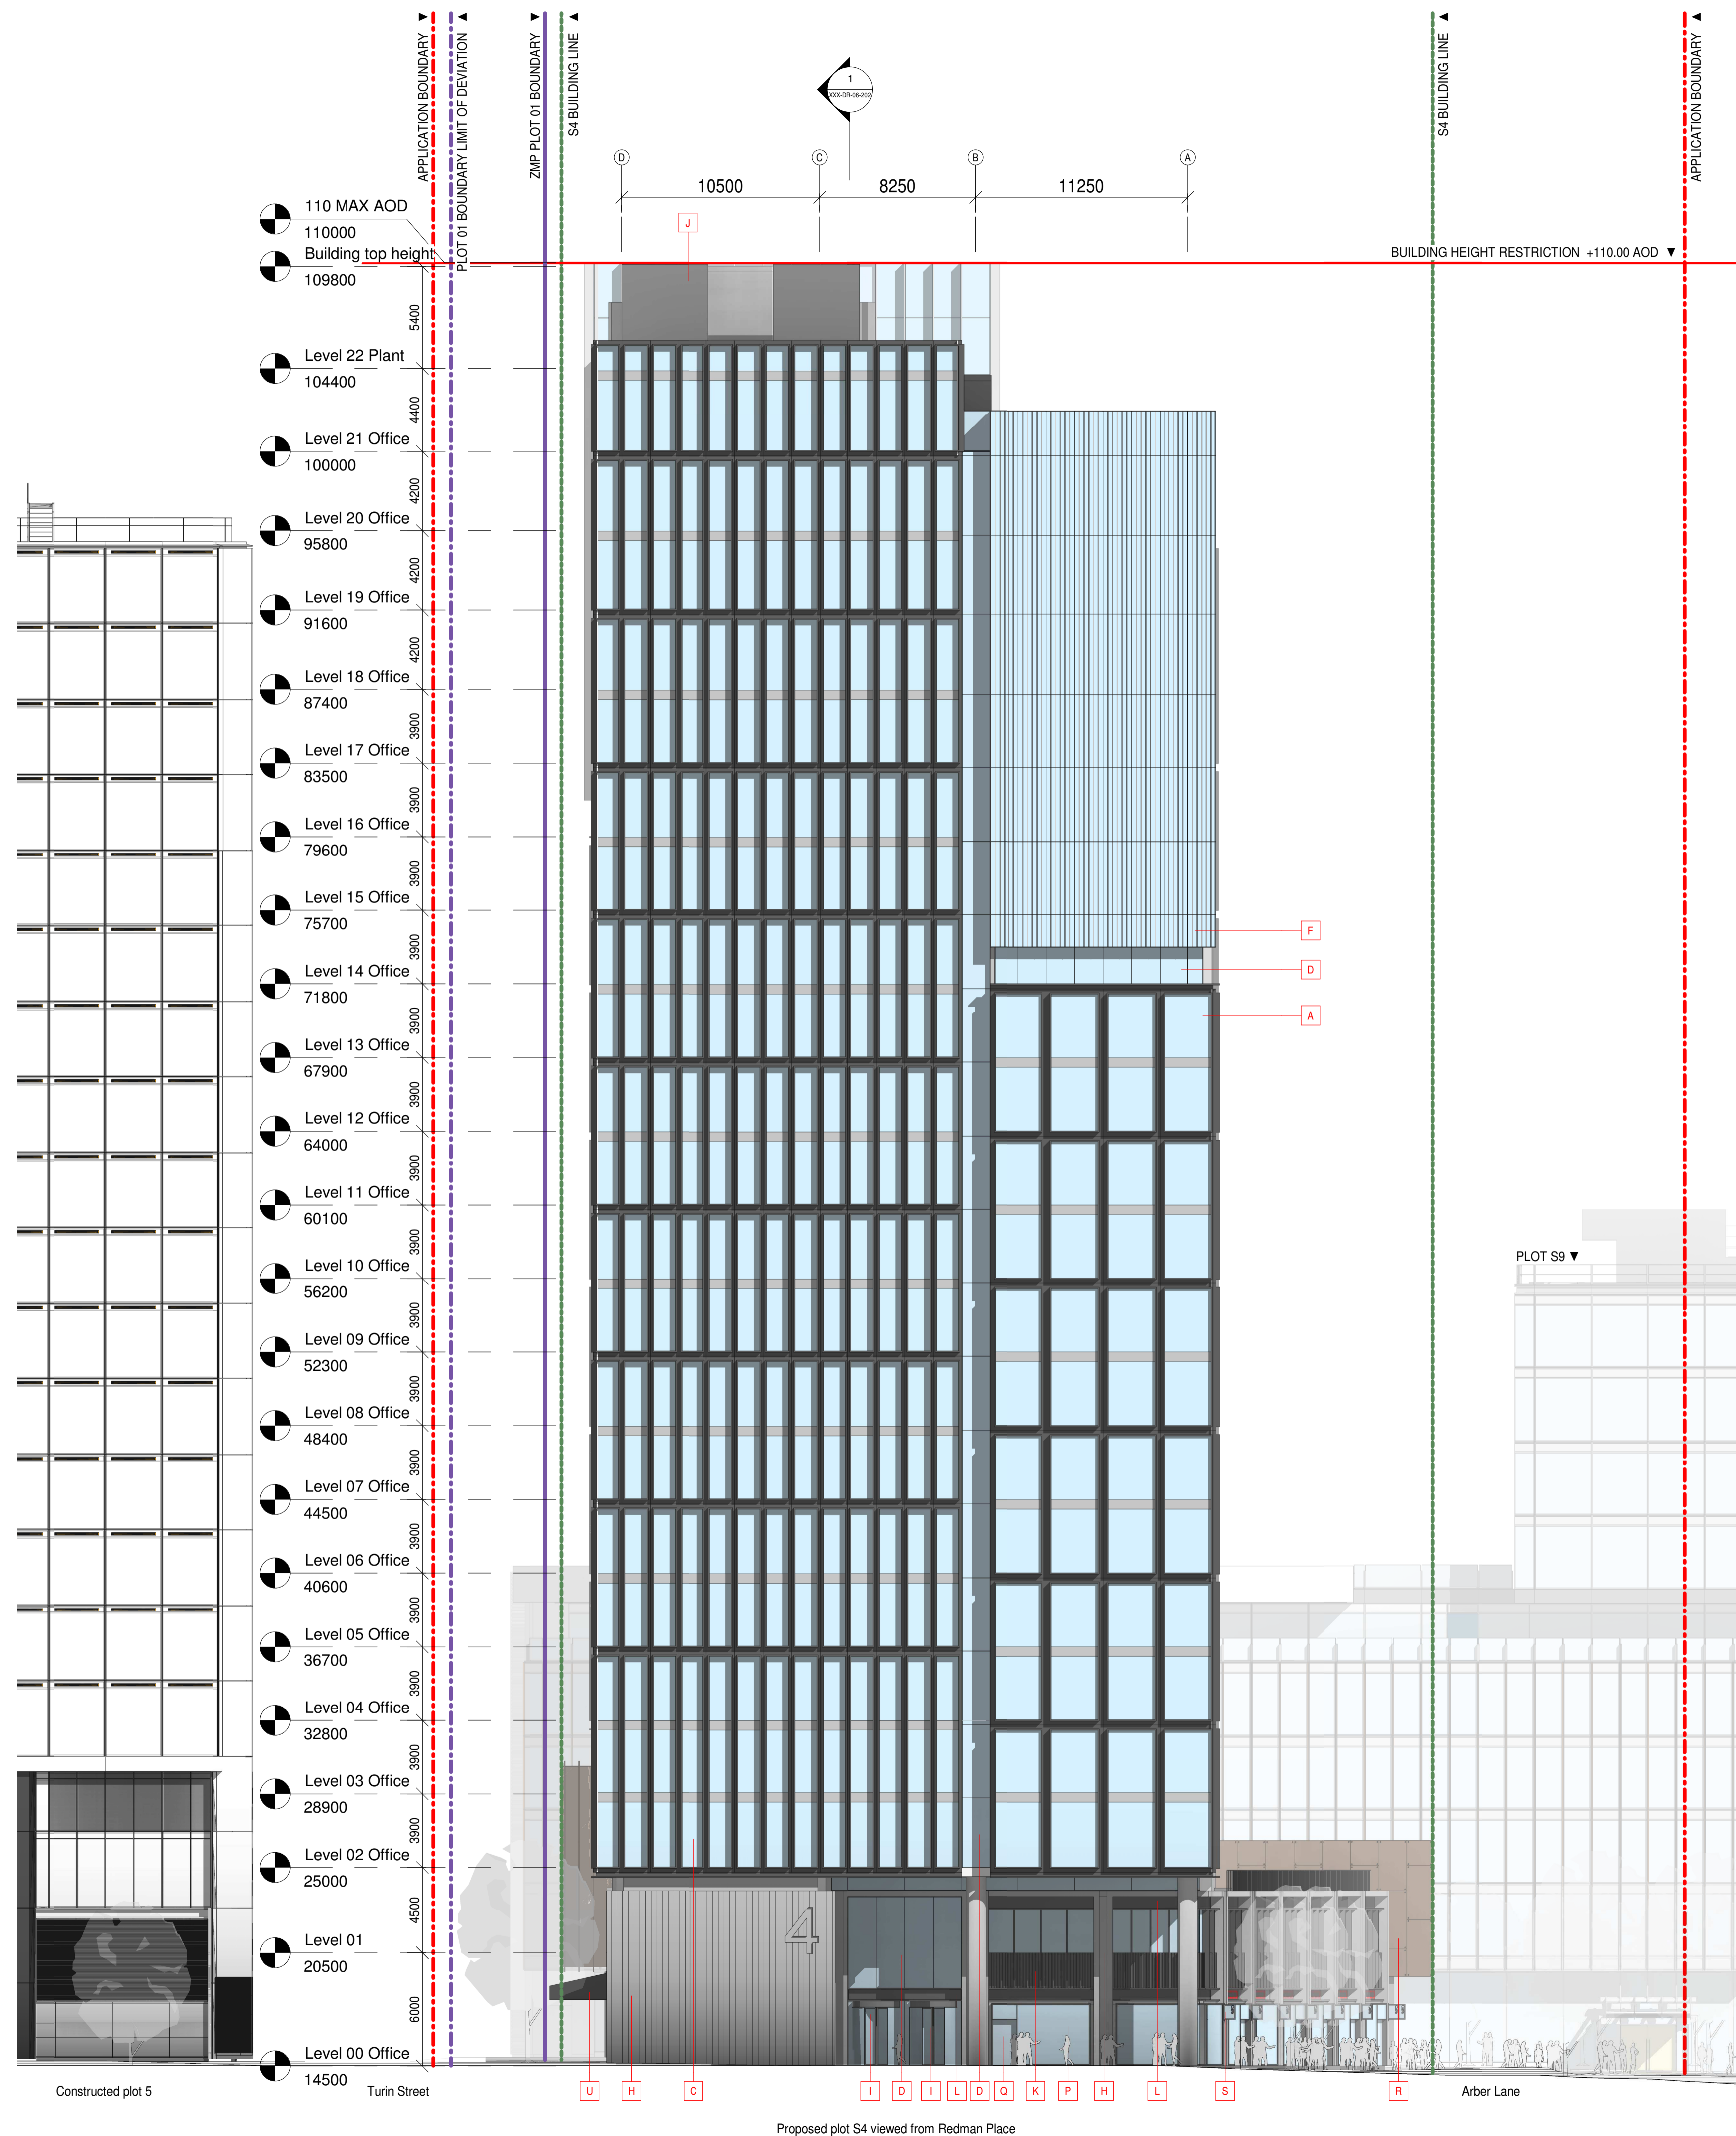 APPLICATION BOUNDARY
PLOT 01 BOUNDARY LIMIT OF DEVIATION
ZMP PLOT 01 BOUNDARY
S4 BUILDING LINE
S4 BUILDING LINE
APPLICATION BOUNDARY
1
XXX-DR-06-202
D
C
B
A
10500
8250
11250
110 MAX AOD
110000
Building top height
109800
BUILDING HEIGHT RESTRICTION +110.00 AOD
J
5400
Level 22 Plant
104400
4400
Level 21 Office
100000
4200
Level 20 Office
95800
4200
Level 19 Office
91600
4200
Level 18 Office
87400
3900
Level 17 Office
83500
3900
Level 16 Office
79600
3900
Level 15 Office
75700
F
3900
Level 14 Office
71800
D
3900
A
Level 13 Office
67900
3900
Level 12 Office
64000
3900
Level 11 Office
60100
3900
Level 10 Office
56200
PLOT S9
3900
Level 09 Office
52300
3900
Level 08 Office
48400
3900
Level 07 Office
44500
3900
Level 06 Office
40600
3900
Level 05 Office
36700
3900
Level 04 Office
32800
3900
Level 03 Office
28900
3900
Level 02 Office
25000
4500
4
Level 01
20500
6000
Level 00 Office
14500
Constructed plot 5
Turin Street
U
H
C
I
D
I
L
D
Q
K
P
H
L
S
R
Arber Lane
Proposed plot S4 viewed from Redman Place